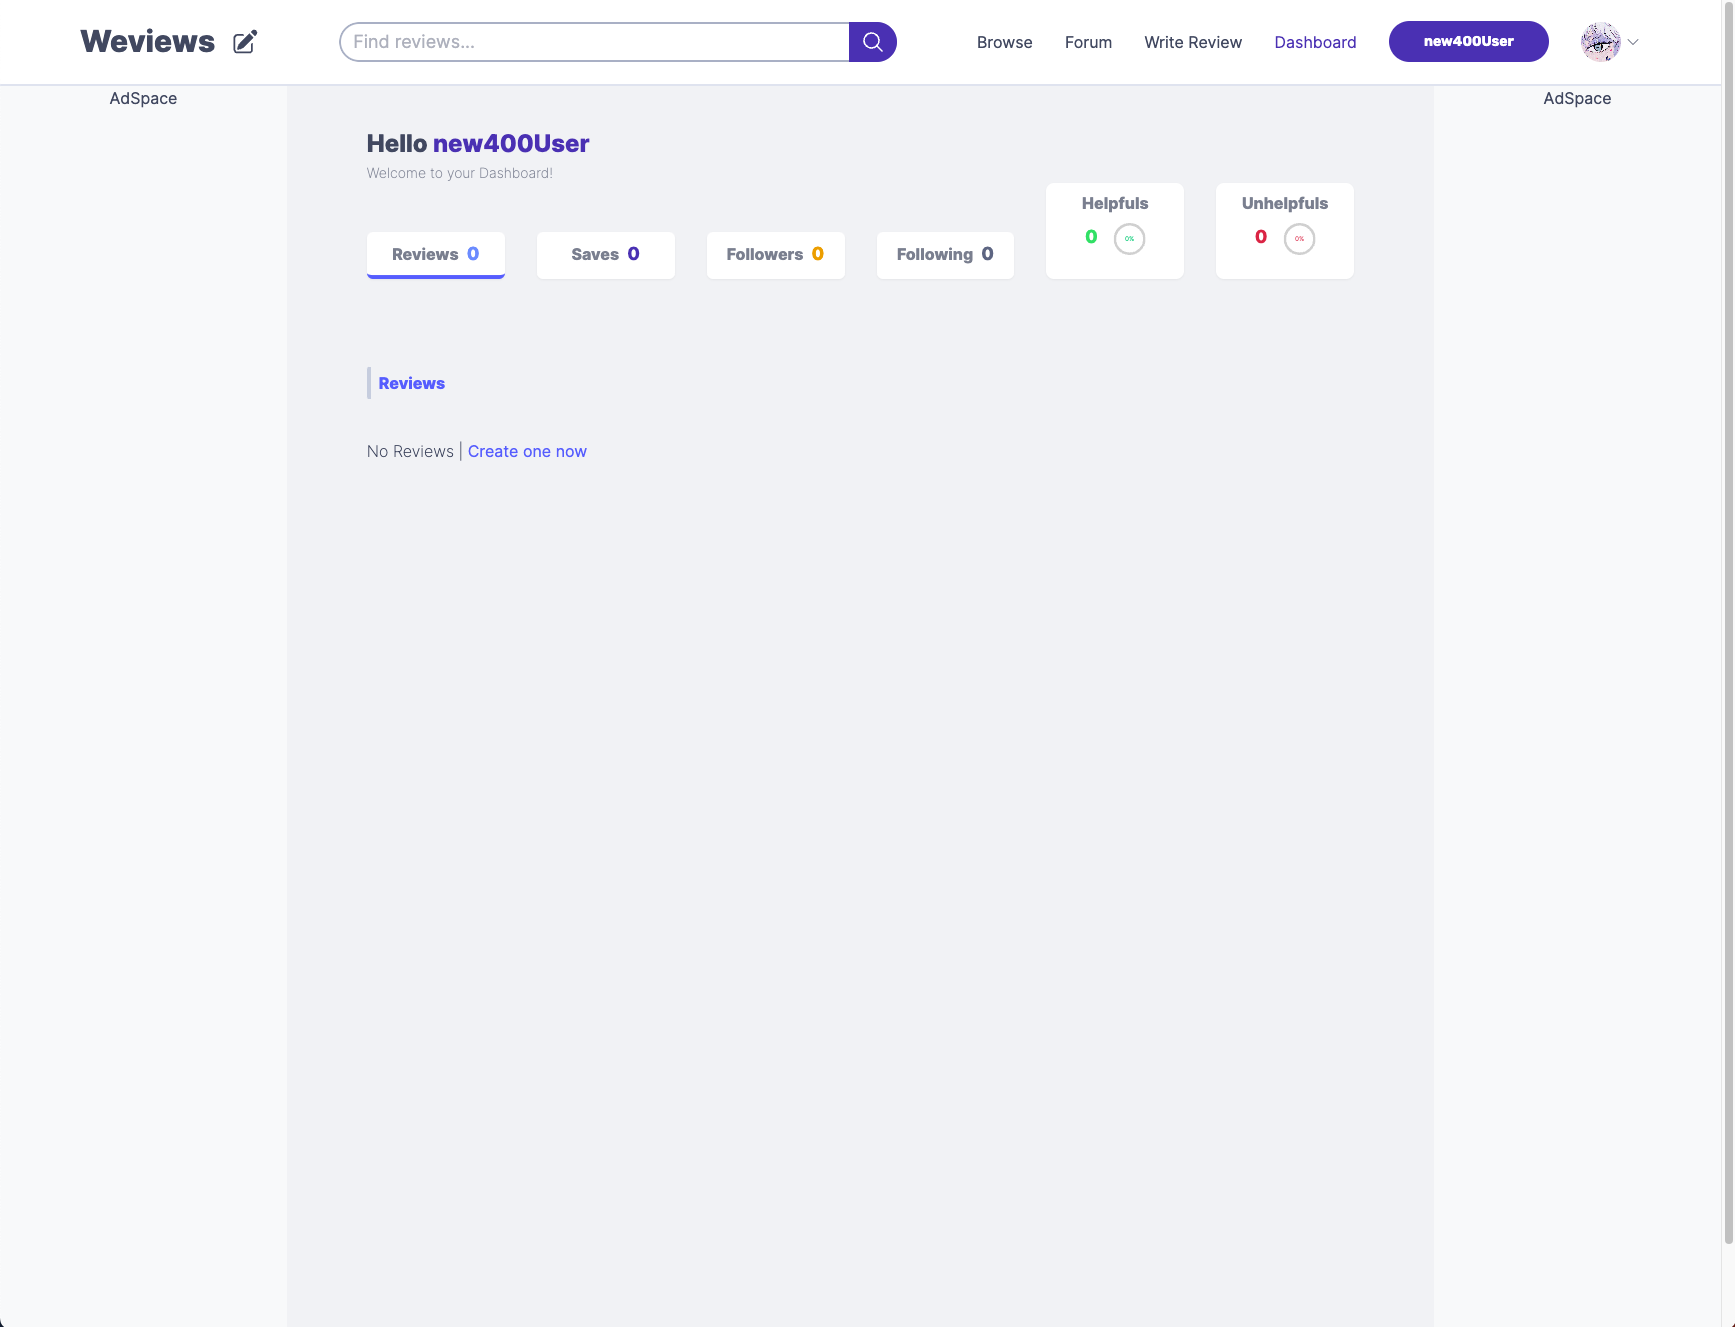 Weviews
Find reviews...
Browse
Forum
Write Review
Dashboard
new400User
AdSpace
AdSpace
Hello new400User
Welcome to your Dashboard!
Reviews 0
Saves 0
Followers 0
Following 0
Helpfuls
0 0%
Unhelpfuls
0 0%
Reviews
No Reviews | Create one now